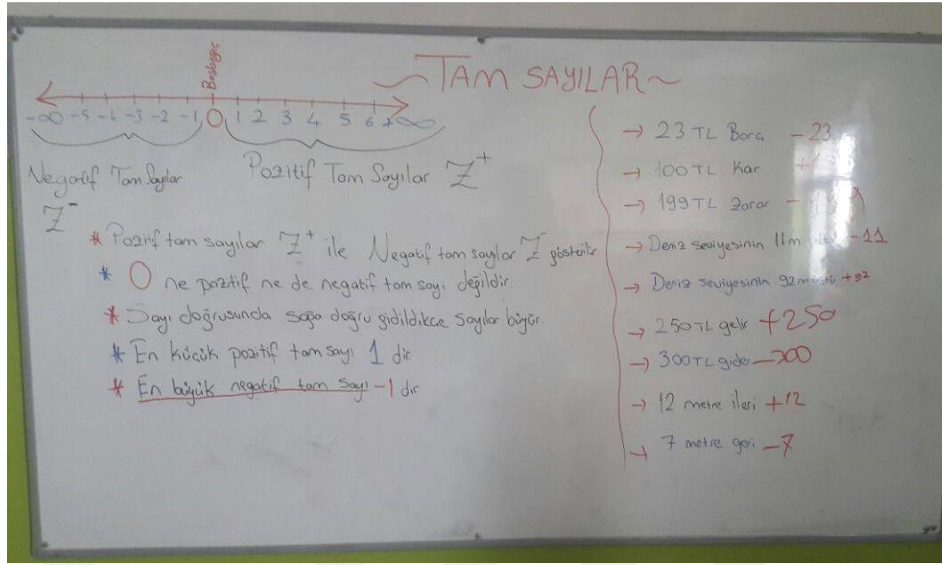 ~TAM SAYILAR~
Başlangıç
-∞ -5 -4 -3 -2 -1 0 1 2 3 4 5 6 +∞
Negatif Tam Sayılar
Z⁻
Pozitif Tam Sayılar Z⁺
* Pozitif tam sayılar Z⁺ ile Negatif tam sayılar Z⁻ gösterilir
* 0 ne pozitif ne de negatif tam sayı değildir.
* Sayı doğrusunda sağa doğru gidildikçe sayılar büyür.
* En küçük pozitif tam sayı 1 dir
* En büyük negatif tam sayı -1 dir
→ 23 TL Borç -23
→ 100 TL Kar +
→ 199 TL Zarar -
→ Deniz seviyesinin 11m -11
→ Deniz seviyesinin 92m üstü +92
→ 250 TL gelir +250
→ 300 TL gider -300
→ 12 metre ileri +12
→ 7 metre geri -7